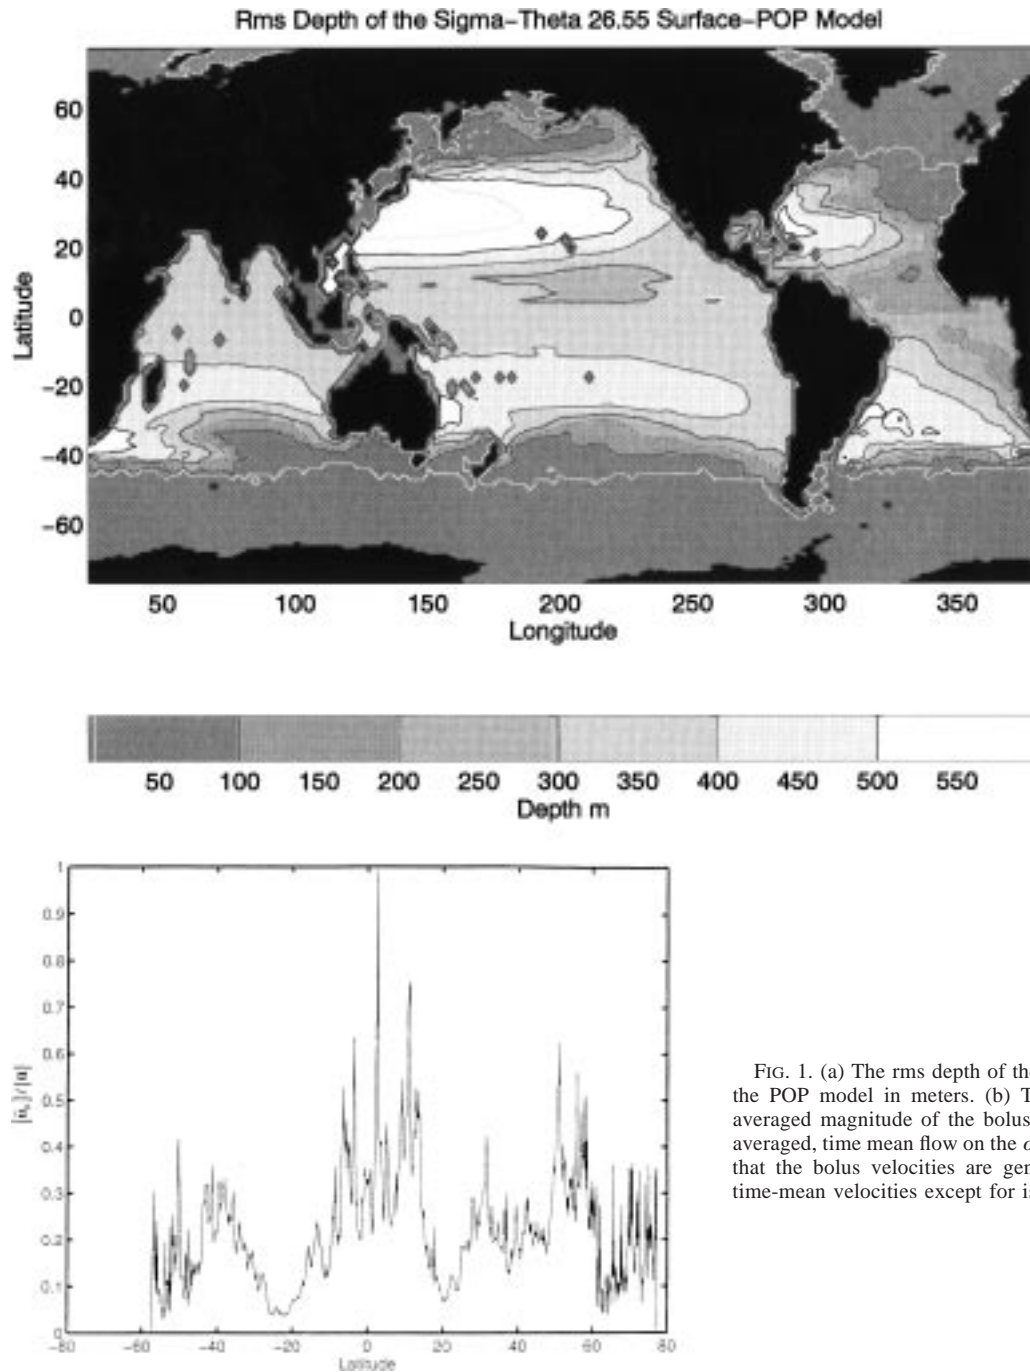 Rms Depth of the Sigma-Theta 26.55 Surface-POP Model
60
40
20
0
-20
-40
-60
Latitude
50 100 150 200 250 300 350
Longitude
50 100 150 200 250 300 350 400 450 500 550
Depth m
1
0.9
0.8
0.7
0.6
0.5
0.4
0.3
0.2
0.1
0
-80 -60 -40 -20 0 20 40 60 80
Latitude
FIG. 1. (a) The rms depth of the
the POP model in meters. (b) T
averaged magnitude of the bolus
averaged, time mean flow on the σ
that the bolus velocities are gen
time-mean velocities except for is